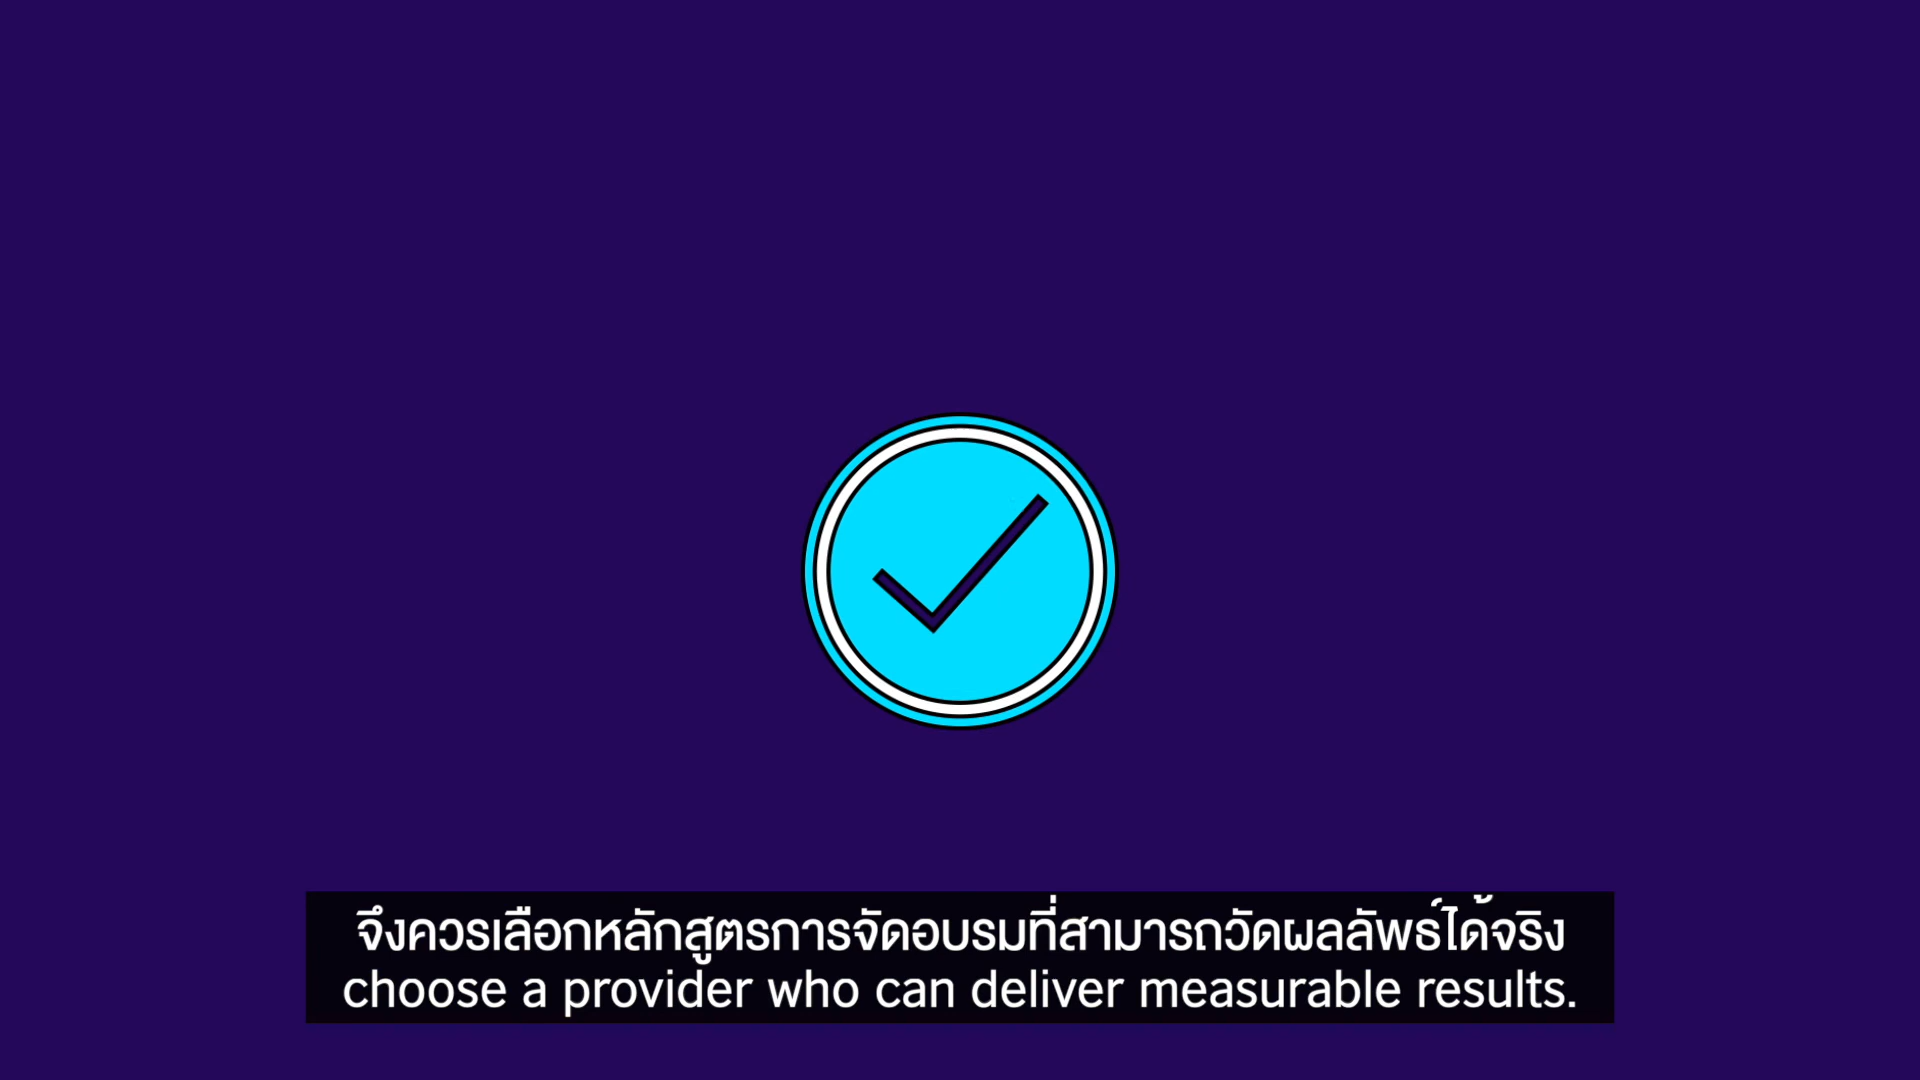 จึงควรเลือกหลักสูตรการจัดอบรมที่สามารถวัดผลลัพธ์ได้จริง
choose a provider who can deliver measurable results.